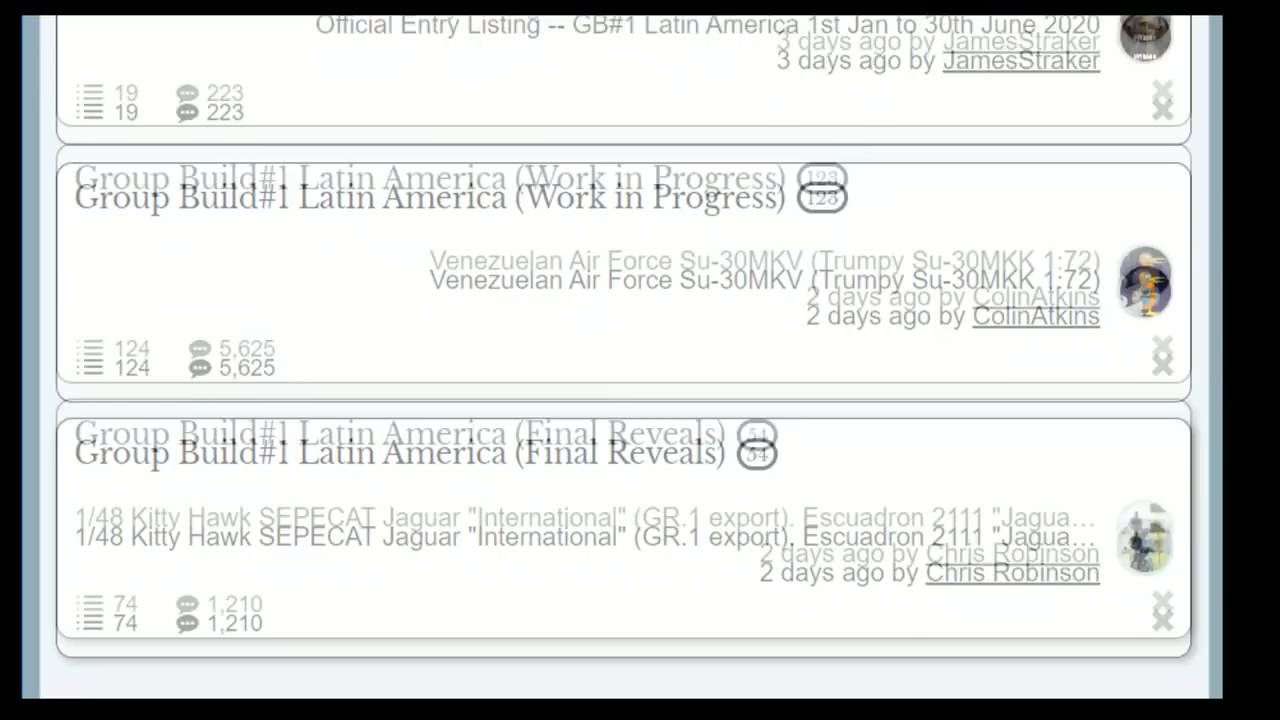 Official Entry Listing -- GB#1 Latin America 1st Jan to 30th June 2020
3 days ago by JamesStraker
19 223
Group Build#1 Latin America (Work in Progress) 123
Venezuelan Air Force Su-30MKV (Trumpy Su-30MKK 1:72)
2 days ago by ColinAtkins
124 5,625
Group Build#1 Latin America (Final Reveals) 54
1/48 Kitty Hawk SEPECAT Jaguar "International" (GR.1 export). Escuadron 2111 "Jagua...
2 days ago by Chris Robinson
74 1,210